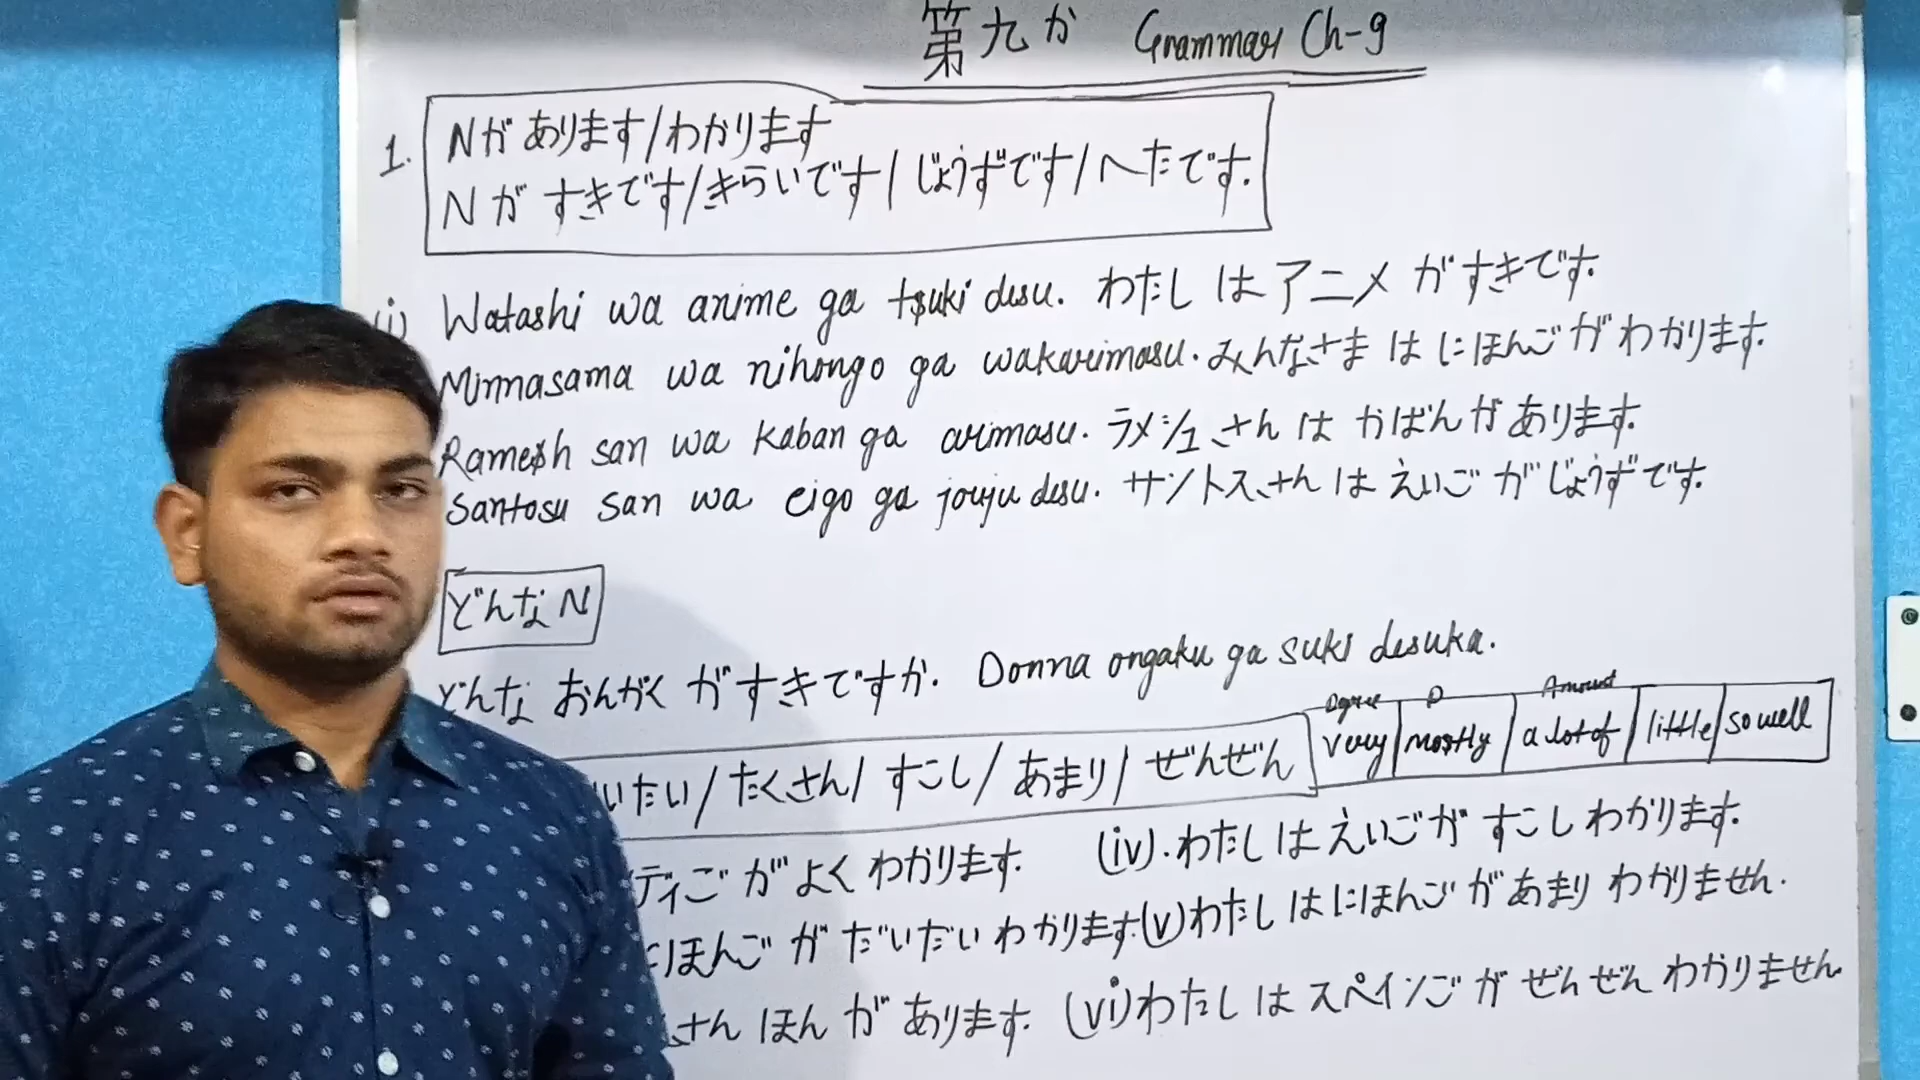 第九か Grammar Ch-9
1. Nが あります/わかります
Nが すきです/きらいです/じょうずです/へたです.
(i) Watashi wa anime ga tsuki desu. わたし は アニメ が すきです.
Minnasama wa nihongo ga wakarimasu. みんなさま は にほんご が わかります.
Ramesh san wa kaban ga arimasu. ラメシュさん は かばん が あります.
Santosu san wa eigo ga jouju desu. サントスさん は えいご が じょうず です.
どんな N
どんな おんがく が すき ですか. Donna ongaku ga suki desuka.
Degree D Amount
いたい/たくさん/すこし/あまり/ぜんぜん very mostly a lot of little so well
ディご が よく わかります. (iv). わたし は えいご が すこし わかります.
にほんご が だいだい わかります. (v) わたし は にほんご が あまり わかりません.
さん ほん が あります. (vi) わたし は スペインご が ぜんぜん わかりません